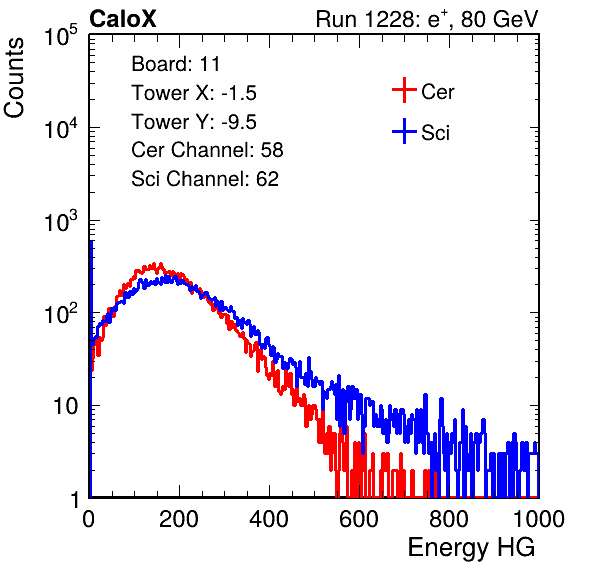 CaloX Run 1228: e⁺, 80 GeV
Counts
10⁵
10⁴
10³
10²
10
1
Board: 11
Tower X: -1.5
Tower Y: -9.5
Cer Channel: 58
Sci Channel: 62
Cer
Sci
0 200 400 600 800 1000
Energy HG